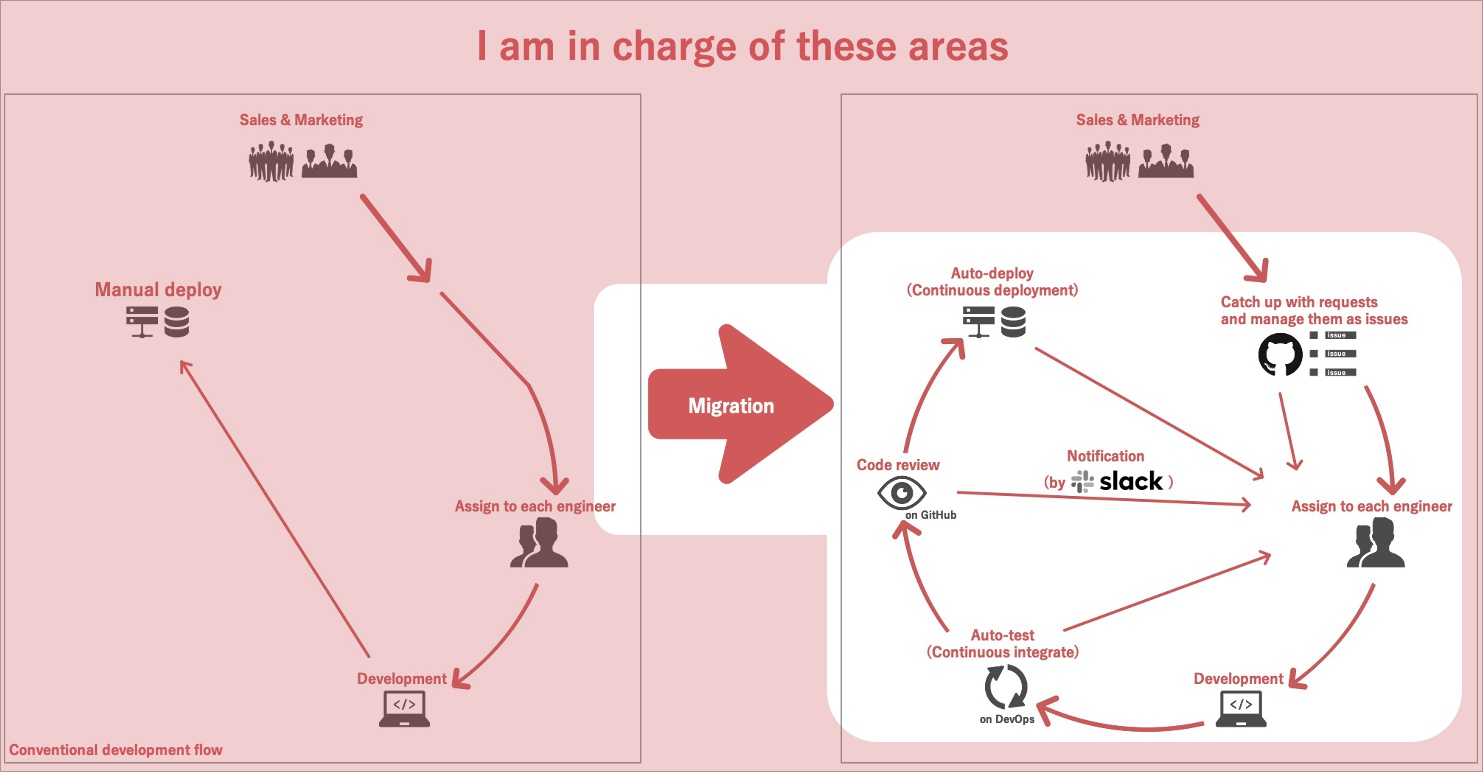 I am in charge of these areas
Sales & Marketing
Manual deploy
Assign to each engineer
Development
</>
Conventional development flow
Migration
Sales & Marketing
Auto-deploy
(Continuous deployment)
Catch up with requests
and manage them as issues
issue
issue
issue
Code review
on GitHub
Notification
(by slack )
Assign to each engineer
Auto-test
(Continuous integrate)
on DevOps
Development
</>